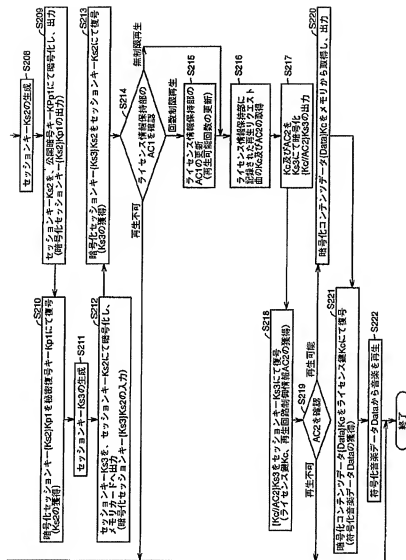 S208
セッションキーKs2の生成
S209
セッションキーKs2を、公開暗号キーKPp1にて暗号化し、出力
(暗号化セッションキー[Ks2]Kp1の出力)
S210
暗号化セッションキー[Ks2]Kp1を秘密復号キーKp1にて復号
(Ks2の獲得)
S211
セッションキーKs3の生成
S212
セッションキーKs3を、セッションキーKs2にて暗号化し、
メモリカードへ出力
(暗号化セッションキー[Ks3]Ks2の入力)
S213
暗号化セッションキー[Ks3]Ks2をセッションキーKs2にて復号
(Ks3の獲得)
S214
ライセンス情報保持部の
AC1を確認
再生不可
無制限再生
回数制限再生
S215
ライセンス情報保持部の
AC1の更新
(再生可能回数の更新)
S216
ライセンス情報保持部に
記録された再生リクエスト
曲のKc及びAC2の取得
S217
Kc及びAC2を
Ks3にて暗号化
[Kc//AC2]Ks3の出力
S218
[Kc//AC2]Ks3をセッションキーKs3にて復号
(ライセンス鍵Kc、再生回路制御情報AC2の獲得)
S219
AC2を確認
再生不可
再生可能
S220
暗号化コンテンツデータ[Data]Kcをメモリから取得し、出力
S221
暗号化コンテンツデータ[Data]Kcをライセンス鍵Kcにて復号
(符号化音楽データDataの獲得)
S222
符号化音楽データDataから音楽を再生
終了